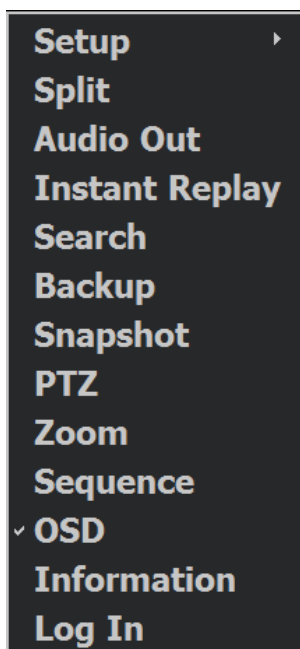 Setup
Split
Audio Out
Instant Replay
Search
Backup
Snapshot
PTZ
Zoom
Sequence
OSD
Information
Log In